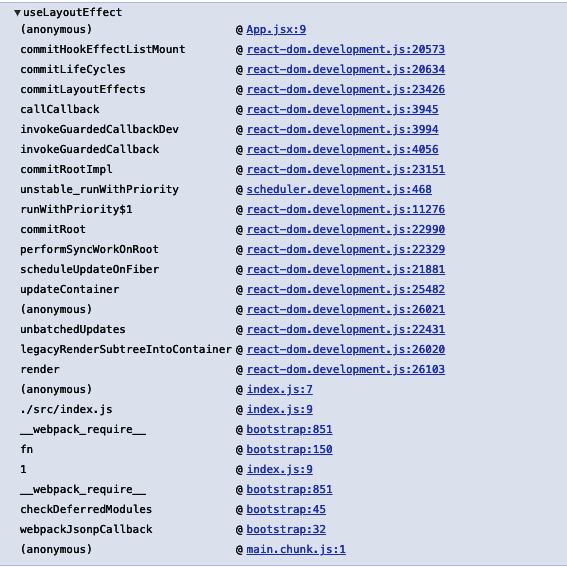 ▼useLayoutEffect
(anonymous) @ App.jsx:9
commitHookEffectListMount @ react-dom.development.js:20573
commitLifeCycles @ react-dom.development.js:20634
commitLayoutEffects @ react-dom.development.js:23426
callCallback @ react-dom.development.js:3945
invokeGuardedCallbackDev @ react-dom.development.js:3994
invokeGuardedCallback @ react-dom.development.js:4056
commitRootImpl @ react-dom.development.js:23151
unstable_runWithPriority @ scheduler.development.js:468
runWithPriority$1 @ react-dom.development.js:11276
commitRoot @ react-dom.development.js:22990
performSyncWorkOnRoot @ react-dom.development.js:22329
scheduleUpdateOnFiber @ react-dom.development.js:21881
updateContainer @ react-dom.development.js:25482
(anonymous) @ react-dom.development.js:26021
unbatchedUpdates @ react-dom.development.js:22431
legacyRenderSubtreeIntoContainer @ react-dom.development.js:26020
render @ react-dom.development.js:26103
(anonymous) @ index.js:7
./src/index.js @ index.js:9
__webpack_require__ @ bootstrap:851
fn @ bootstrap:150
1 @ index.js:9
__webpack_require__ @ bootstrap:851
checkDeferredModules @ bootstrap:45
webpackJsonpCallback @ bootstrap:32
(anonymous) @ main.chunk.js:1